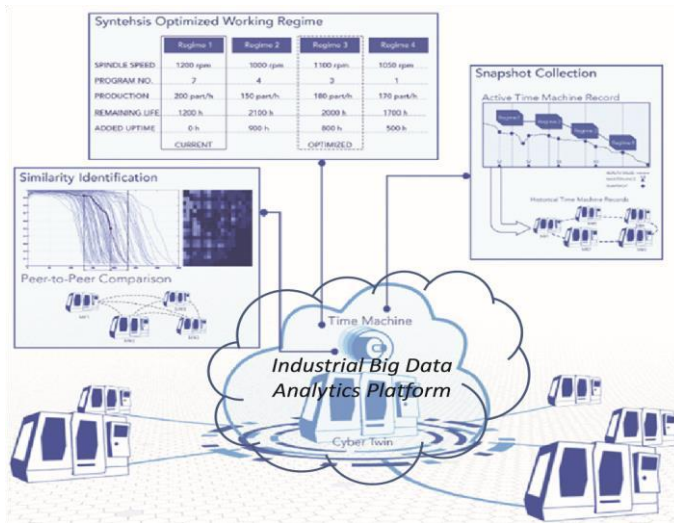 Syntehsis Optimized Working Regime
Regime 1 Regime 2 Regime 3 Regime 4
SPINDLE SPEED 1200 rpm 1000 rpm 1100 rpm 1050 rpm
PROGRAM NO. 7 4 3 1
PRODUCTION 200 part/h 150 part/h 180 part/h 170 part/h
REMAINING LIFE 1200 h 2100 h 2000 h 1700 h
ADDED UPTIME 0 h 900 h 800 h 500 h
CURRENT OPTIMIZED
Snapshot Collection
Active Time Machine Record
Historical Time Machine Records
Similarity Identification
Peer-to-Peer Comparison
Time Machine
Industrial Big Data
Analytics Platform
Cyber Twin